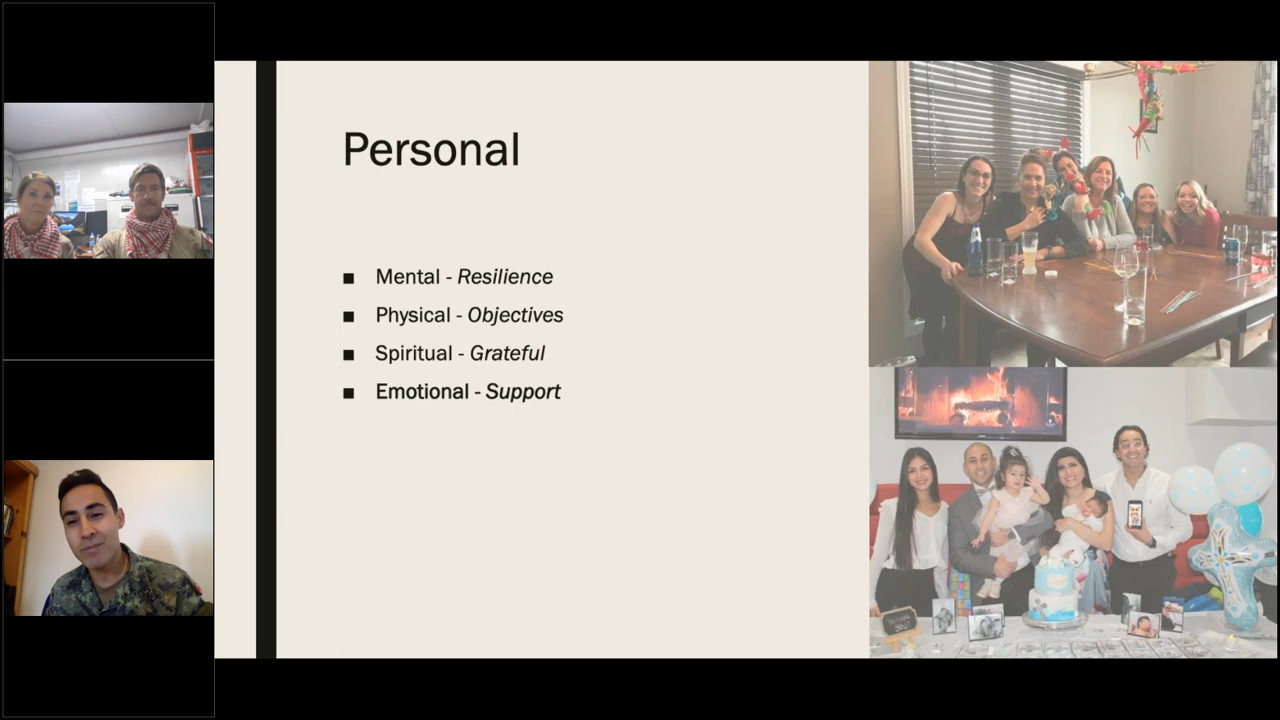 Personal
■ Mental - Resilience
■ Physical - Objectives
■ Spiritual - Grateful
■ Emotional - Support